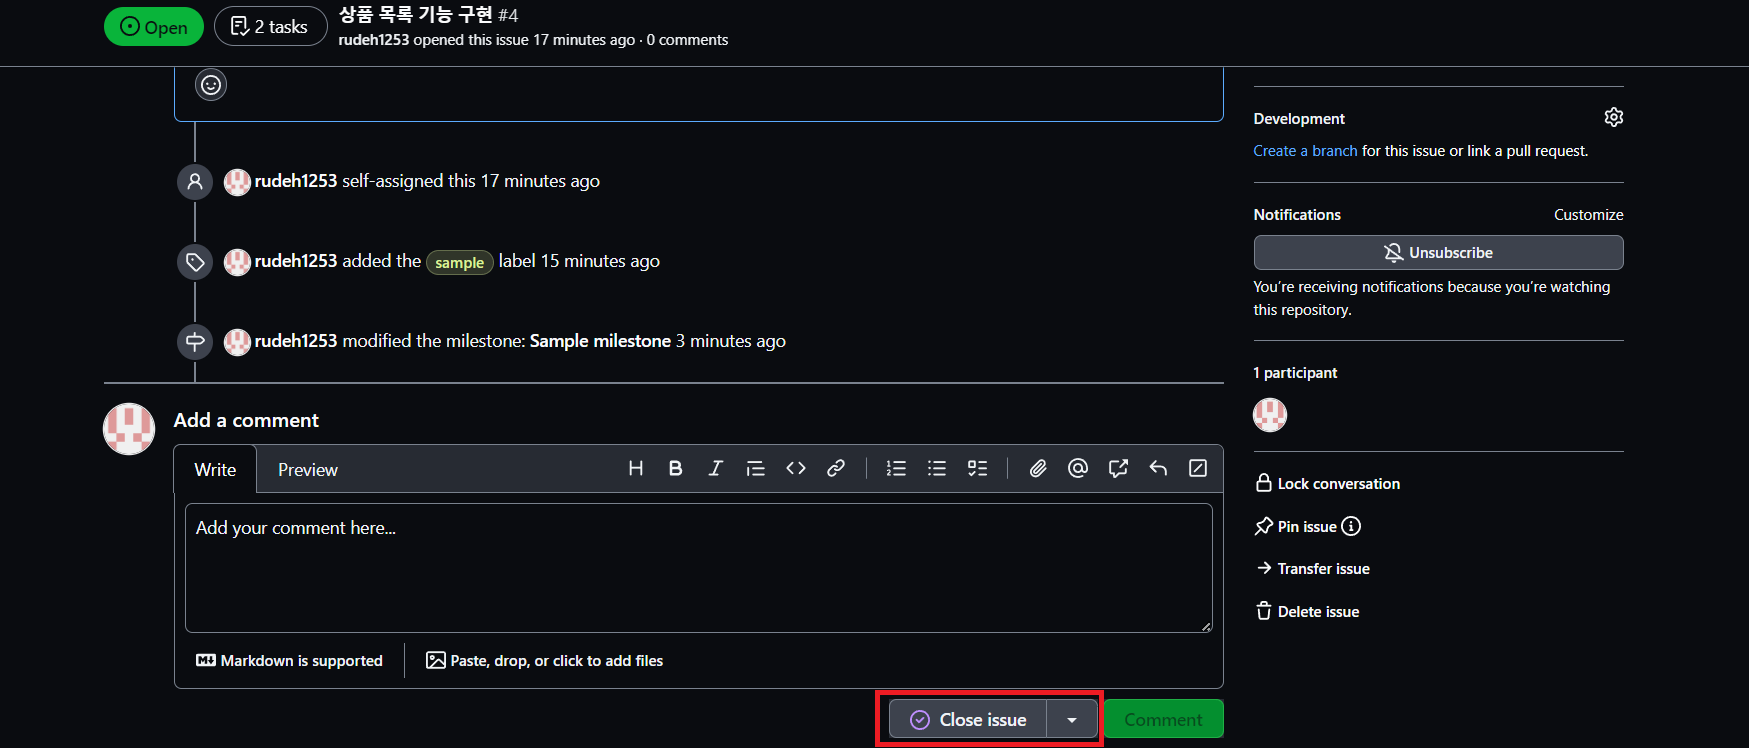 Open
2 tasks
상품 목록 기능 구현 #4
rudeh1253 opened this issue 17 minutes ago · 0 comments
rudeh1253 self-assigned this 17 minutes ago
rudeh1253 added the sample label 15 minutes ago
rudeh1253 modified the milestone: Sample milestone 3 minutes ago
Add a comment
Write Preview
Add your comment here...
Markdown is supported
Paste, drop, or click to add files
Close issue
Comment
Development
Create a branch for this issue or link a pull request.
Notifications Customize
Unsubscribe
You’re receiving notifications because you’re watching
this repository.
1 participant
Lock conversation
Pin issue
Transfer issue
Delete issue